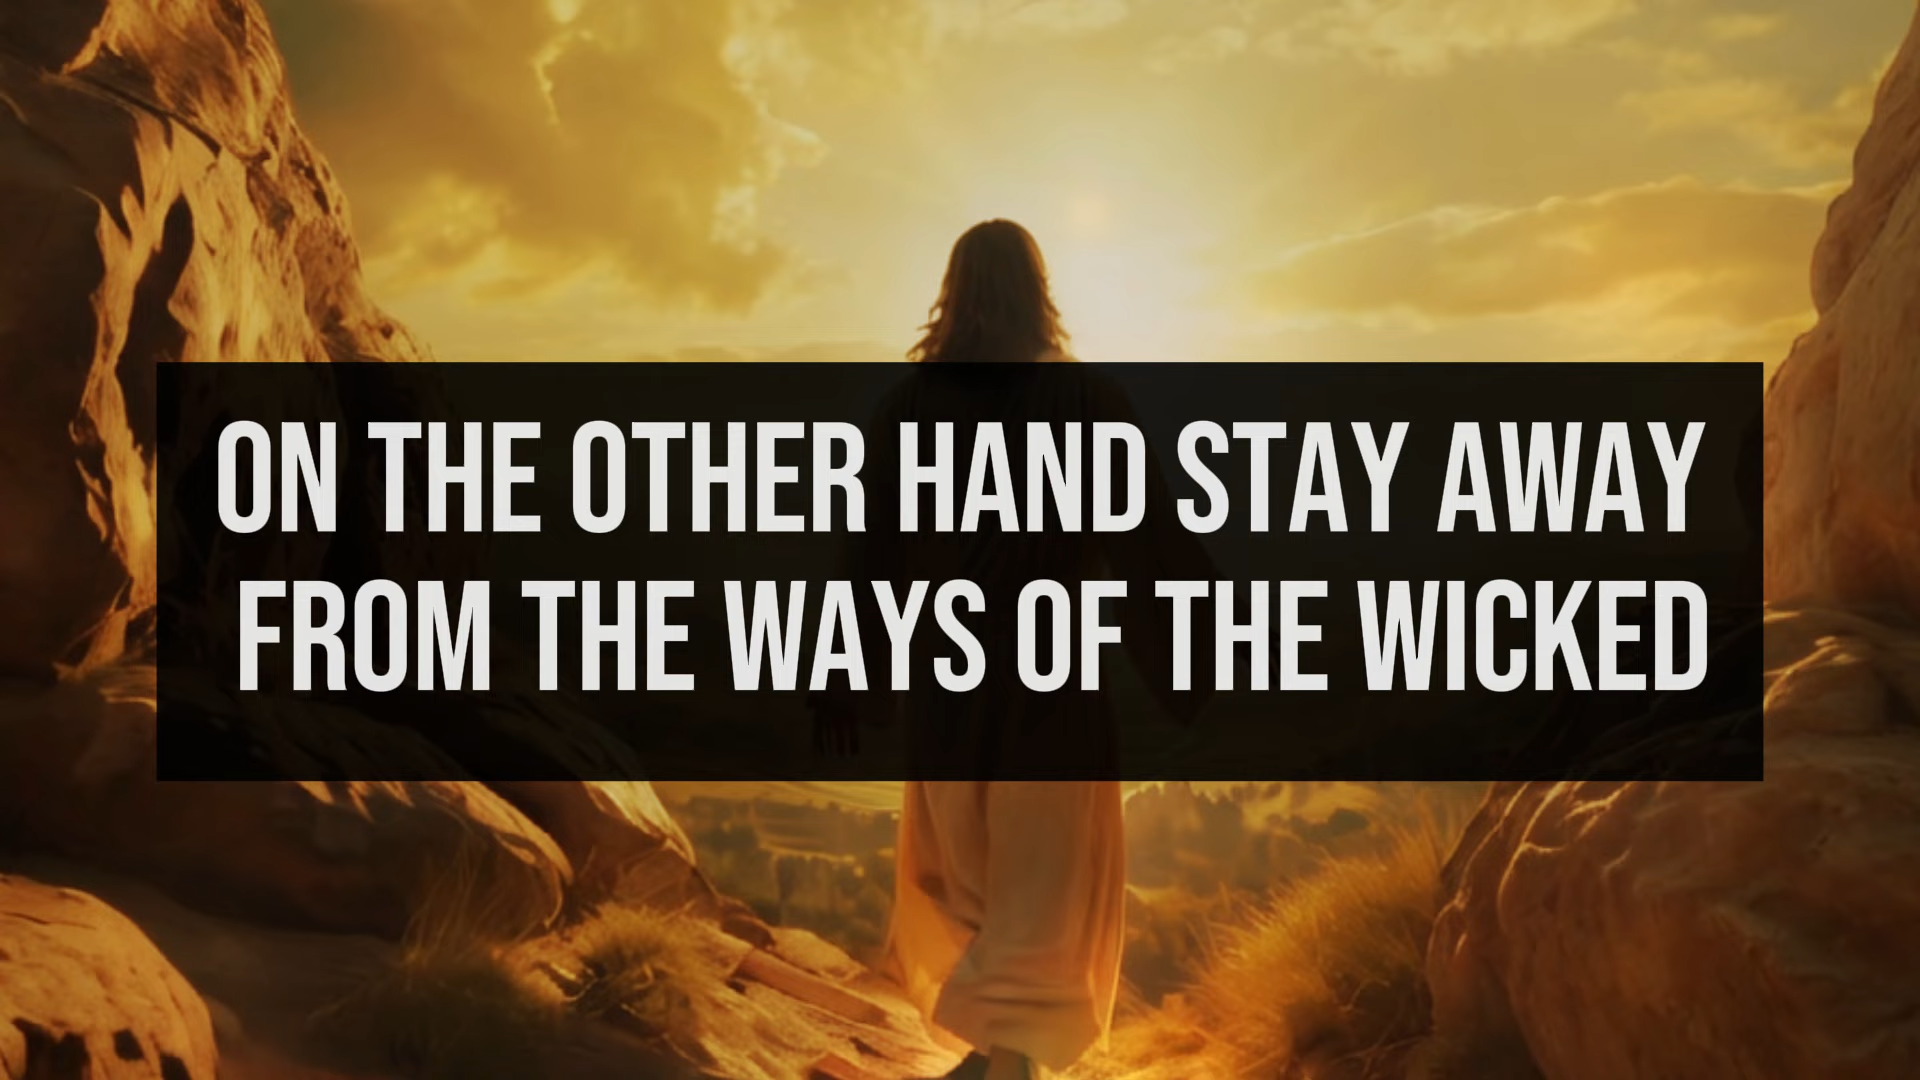 ON THE OTHER HAND STAY AWAY
FROM THE WAYS OF THE WICKED